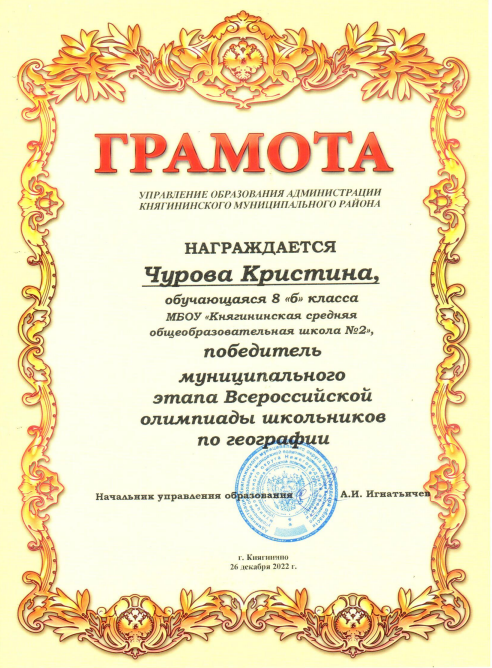 ГРАМОТА
УПРАВЛЕНИЕ ОБРАЗОВАНИЯ АДМИНИСТРАЦИИ
КНЯГИНИНСКОГО МУНИЦИПАЛЬНОГО РАЙОНА
НАГРАЖДАЕТСЯ
Чурова Кристина,
обучающаяся 8 «б» класса
МБОУ «Княгининская средняя
общеобразовательная школа №2»,
победитель
муниципального
этапа Всероссийской
олимпиады школьников
по географии
Начальник управления образования А.И. Игнатьичев
г. Княгинино
26 декабря 2022 г.